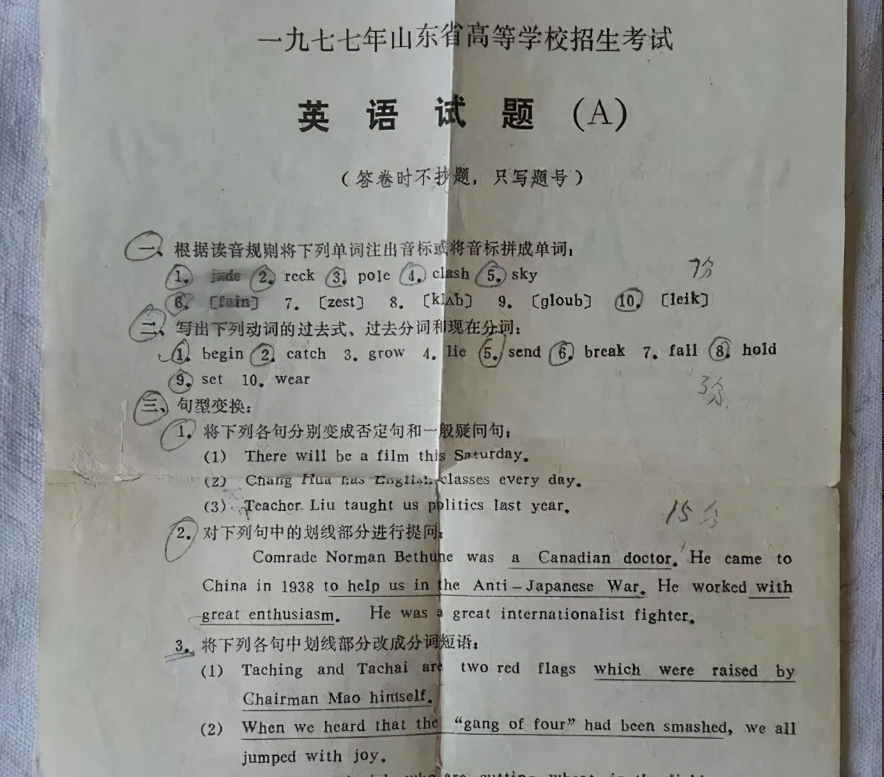 一九七七年山东省高等学校招生考试
英语试题(A)
(答卷时不抄题,只写题号)
一、根据读音规则将下列单词注出音标或将音标拼成单词:
1. jade 2. reck 3. pole 4. clash 5. sky
7分
6. 〔fain〕 7. 〔zest〕 8. 〔klʌb〕 9. 〔gloub〕 10. 〔leik〕
二、写出下列动词的过去式、过去分词和现在分词:
1. begin 2. catch 3. grow 4. lie 5. send 6. break 7. fall 8. hold
9. set 10. wear
3分
三、句型变换:
1. 将下列各句分别变成否定句和一般疑问句:
(1) There will be a film this Saturday.
(2) Chang Hua has English classes every day.
(3) Teacher Liu taught us politics last year.
15分
2. 对下列句中的划线部分进行提问:
Comrade Norman Bethune was a Canadian doctor. He came to
China in 1938 to help us in the Anti-Japanese War. He worked with
great enthusiasm. He was a great internationalist fighter.
3. 将下列各句中划线部分改成分词短语:
(1) Taching and Tachai are two red flags which were raised by
Chairman Mao himself.
(2) When we heard that the "gang of four" had been smashed, we all
jumped with joy.